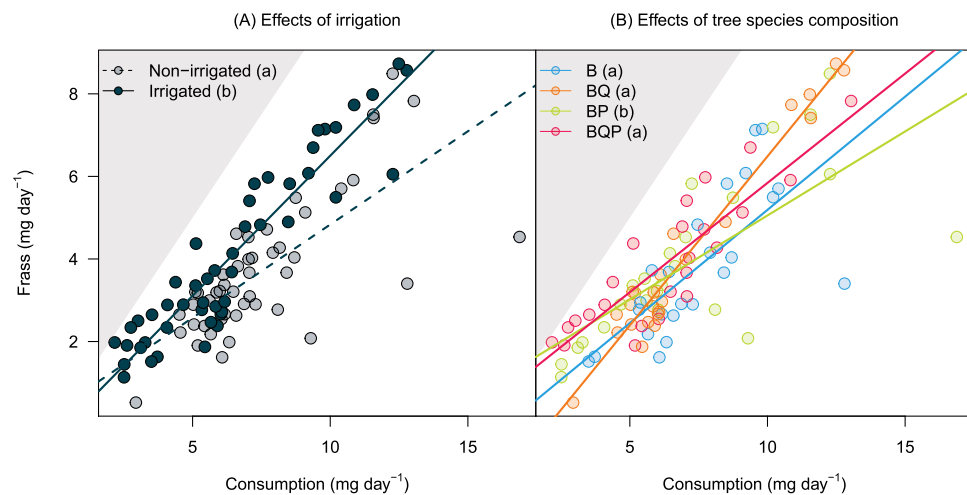 (A) Effects of irrigation
(B) Effects of tree species composition
Non−irrigated (a)
Irrigated (b)
B (a)
BQ (a)
BP (b)
BQP (a)
8
6
4
2
Frass (mg day⁻¹)
5 10 15
5 10 15
Consumption (mg day⁻¹)
Consumption (mg day⁻¹)